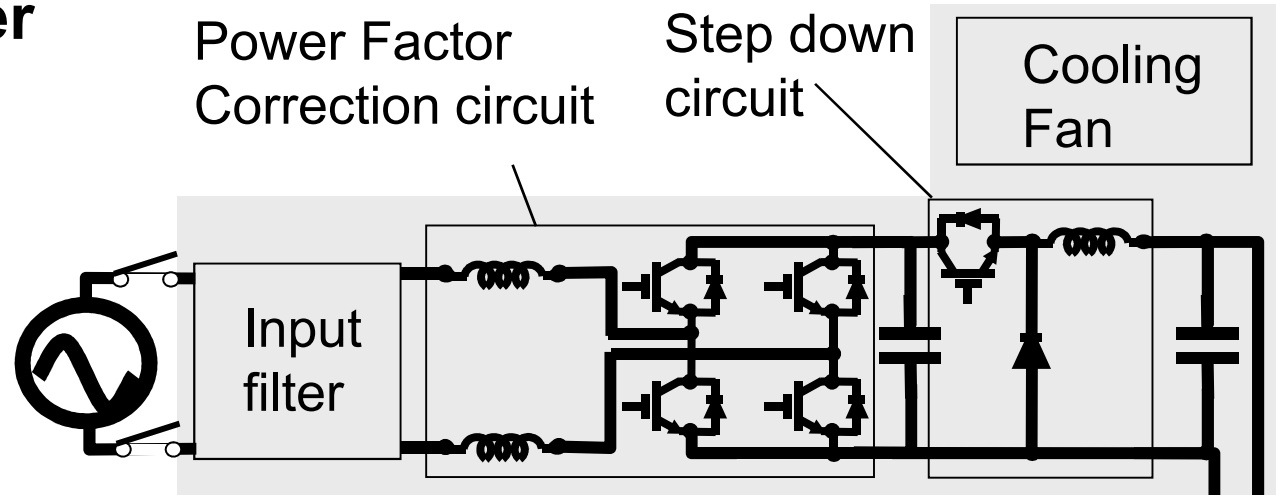 er
Power Factor
Correction circuit
Step down
circuit
Cooling
Fan
Input
filter